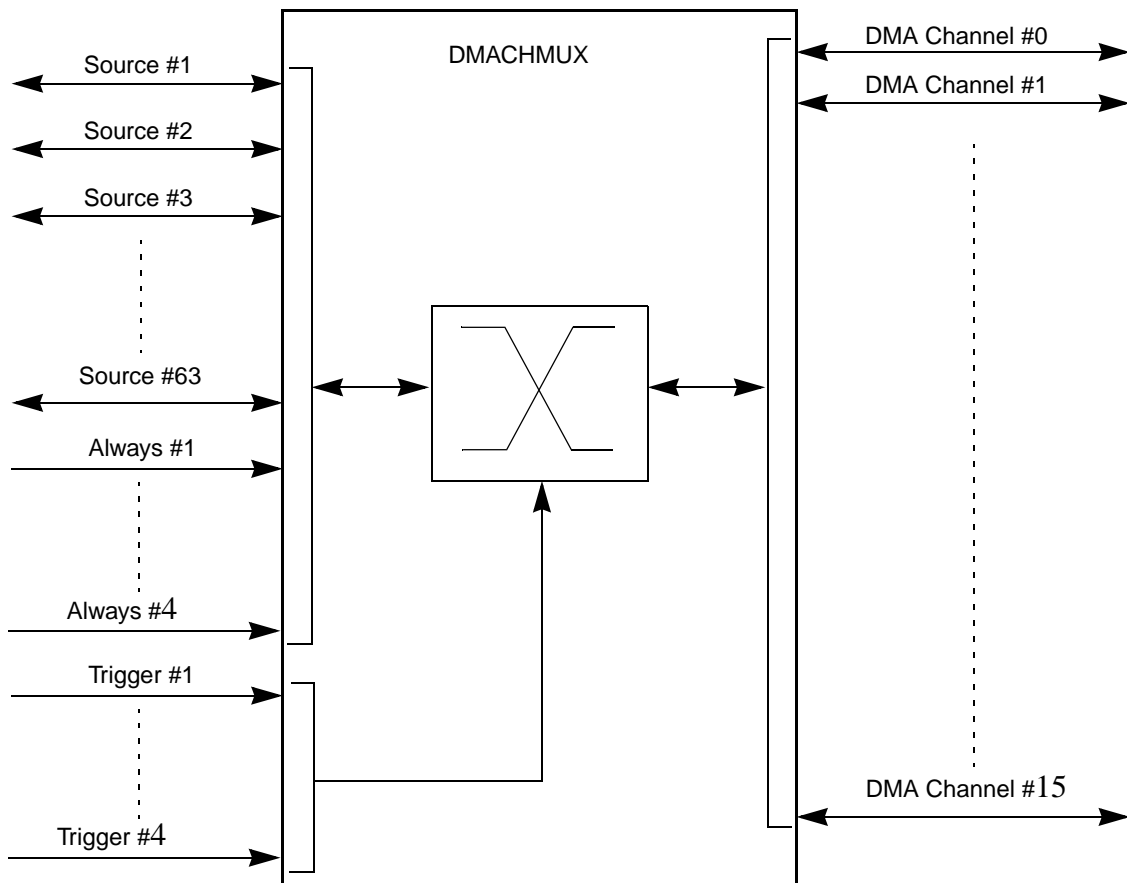 DMACHMUX
Source #1
Source #2
Source #3
Source #63
Always #1
Always #4
Trigger #1
Trigger #4
DMA Channel #0
DMA Channel #1
DMA Channel #15